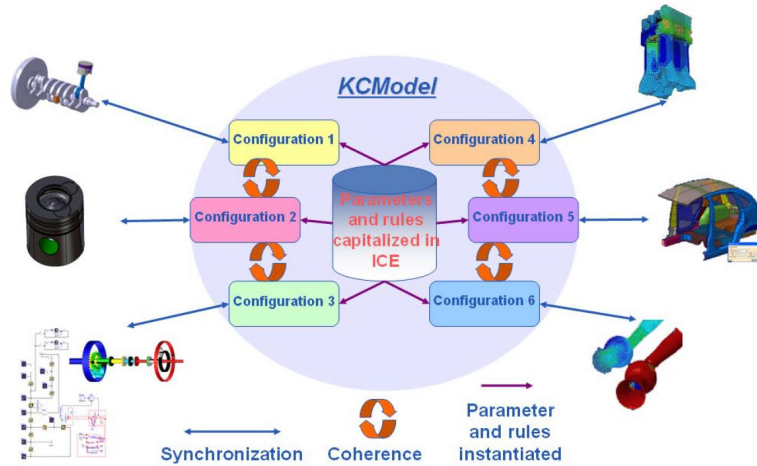 KCModel
Configuration 1
Configuration 4
Parameters
and rules
capitalized in
ICE
Configuration 2
Configuration 5
Configuration 3
Configuration 6
Synchronization
Coherence
Parameter
and rules
instantiated